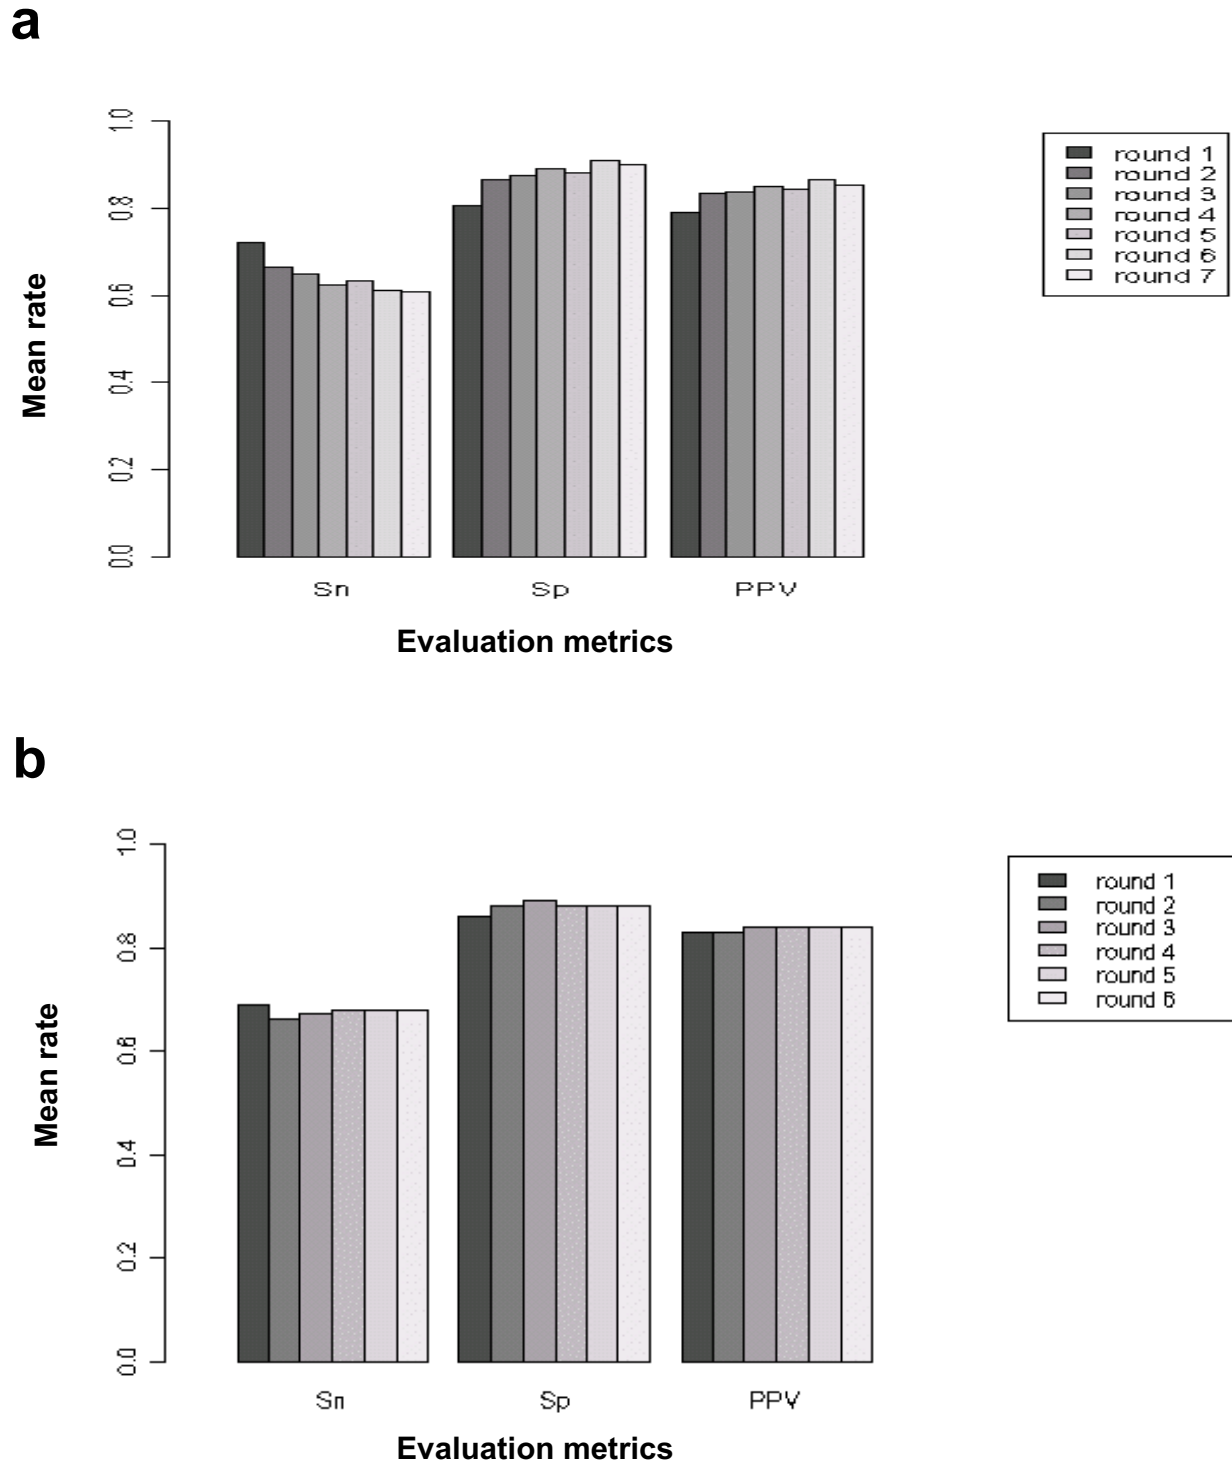 a
1.0
0.8
0.6
0.4
0.2
0.0
Mean rate
Sn Sp PPV
Evaluation metrics
round 1
round 2
round 3
round 4
round 5
round 6
round 7
b
1.0
0.8
0.6
0.4
0.2
0.0
Mean rate
Sn Sp PPV
Evaluation metrics
round 1
round 2
round 3
round 4
round 5
round 6